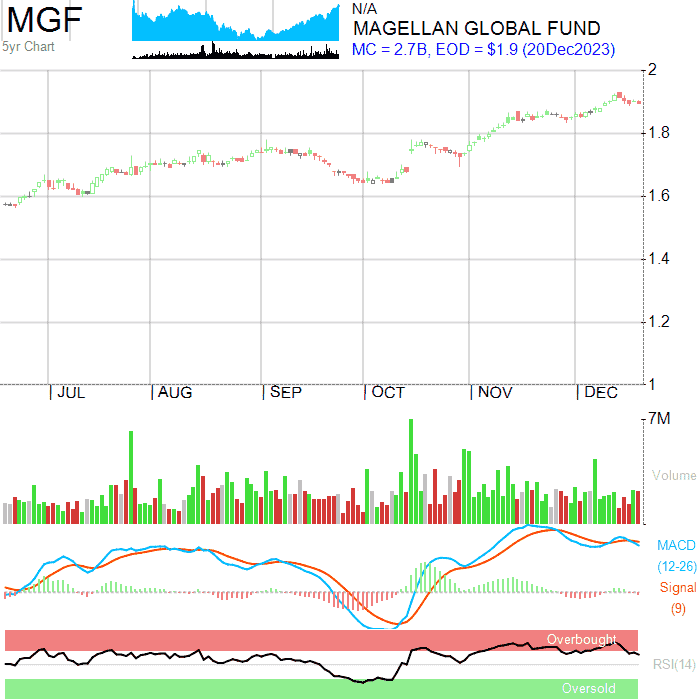 MGF
5yr Chart
N/A
MAGELLAN GLOBAL FUND
MC = 2.7B, EOD = $1.9 (20Dec2023)
2
1.8
1.6
1.4
1.2
1
JUL AUG SEP OCT NOV DEC
7M
Volume
MACD
(12-26)
Signal
(9)
Overbought
RSI(14)
Oversold